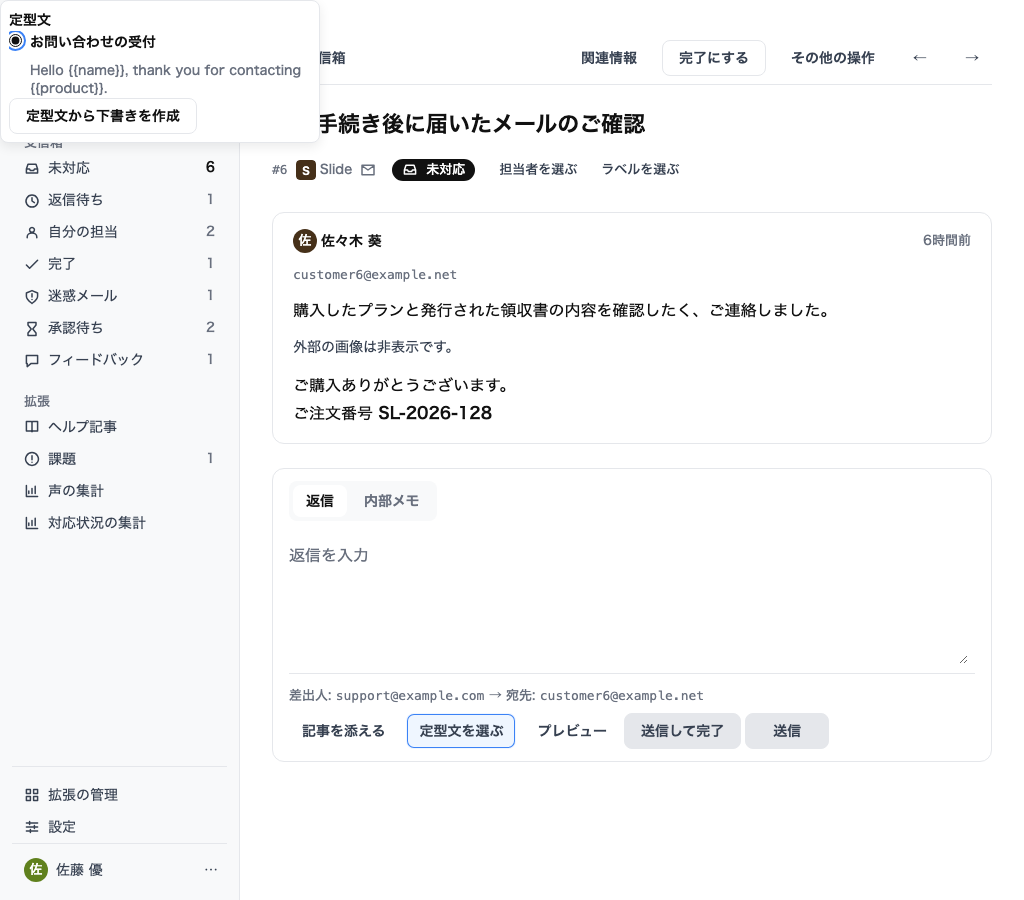 定型文
お問い合わせの受付
Hello {{name}}, thank you for contacting
{{product}}.
定型文から下書きを作成
信箱
関連情報
完了にする
その他の操作
←
→
手続き後に届いたメールのご確認
#6
S Slide
未対応
担当者を選ぶ
ラベルを選ぶ
未対応 6
返信待ち 1
自分の担当 2
完了 1
迷惑メール 1
承認待ち 2
フィードバック 1
拡張
ヘルプ記事
課題 1
声の集計
対応状況の集計
拡張の管理
設定
佐 佐藤 優 …
佐 佐々木 葵
6時間前
customer6@example.net
購入したプランと発行された領収書の内容を確認したく、ご連絡しました。
外部の画像は非表示です。
ご購入ありがとうございます。
ご注文番号 SL-2026-128
返信
内部メモ
返信を入力
差出人: support@example.com → 宛先: customer6@example.net
記事を添える
定型文を選ぶ
プレビュー
送信して完了
送信